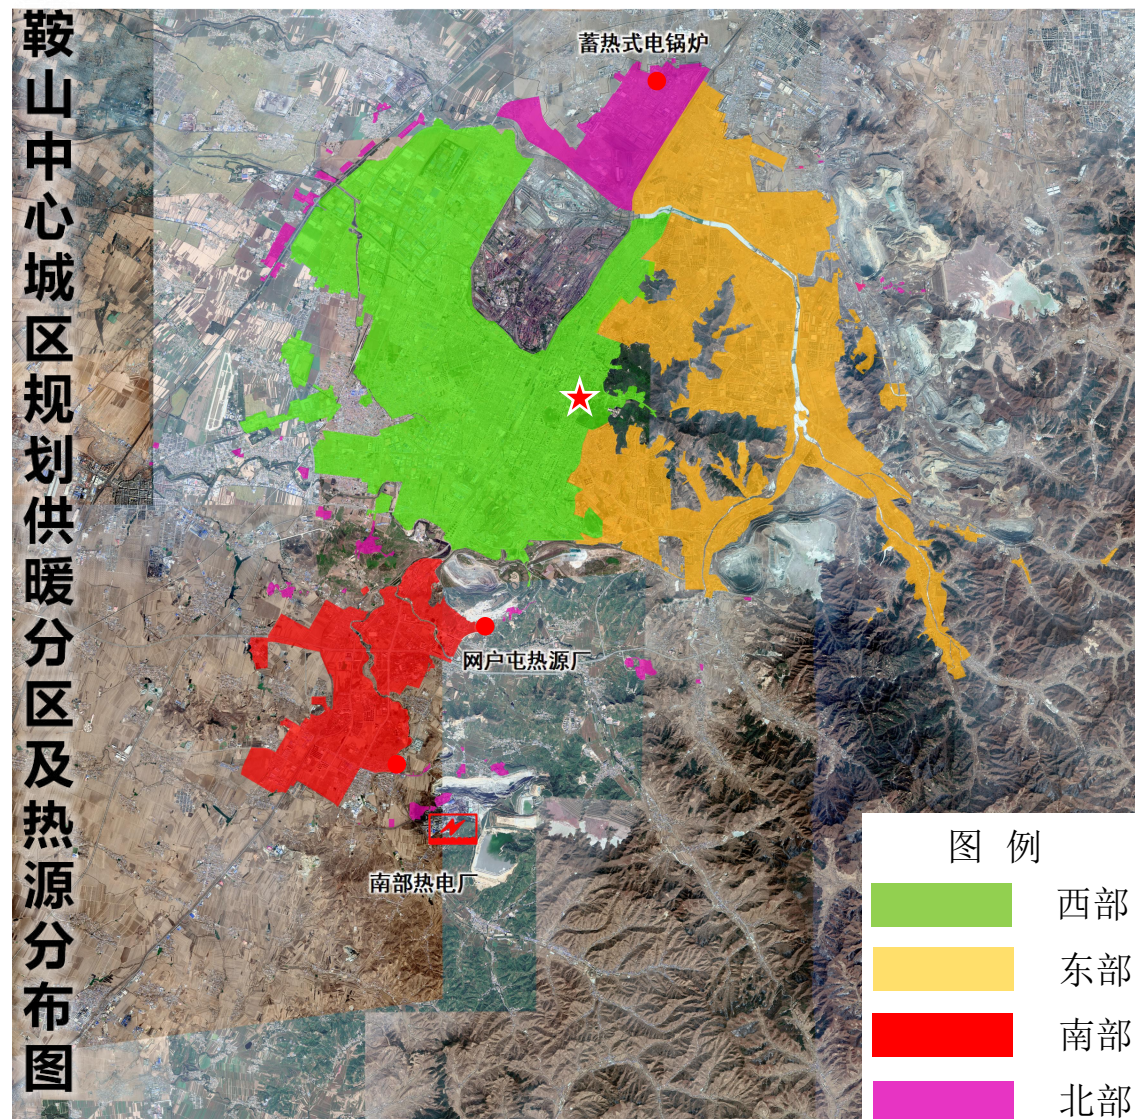 鞍山中心城区规划供暖分区及热源分布图
蓄热式电锅炉
网户屯热源厂
南部热电厂
图 例
西部
东部
南部
北部